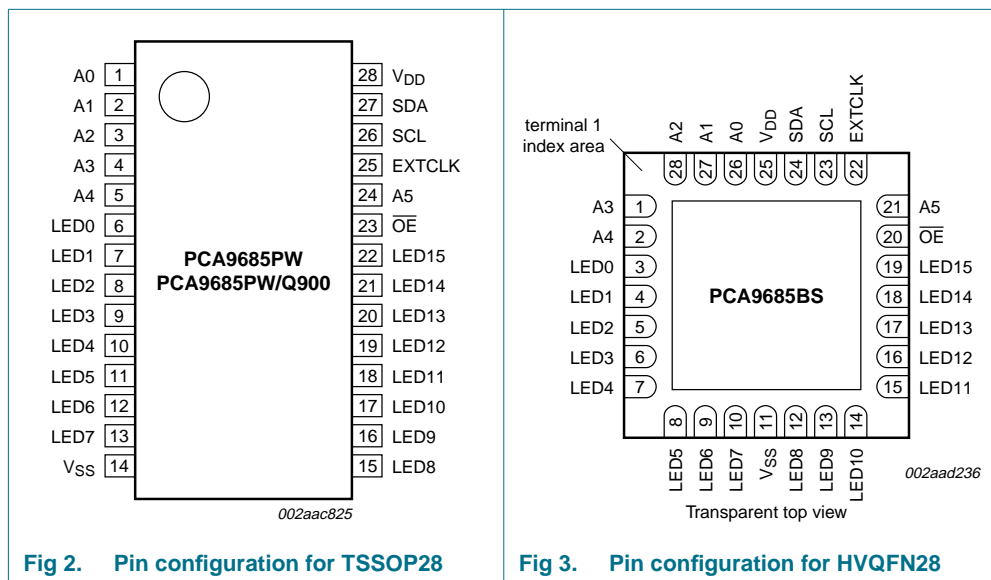 A0 1
A1 2
A2 3
A3 4
A4 5
LED0 6
LED1 7
LED2 8
LED3 9
LED4 10
LED5 11
LED6 12
LED7 13
VSS 14
PCA9685PW
PCA9685PW/Q900
28 VDD
27 SDA
26 SCL
25 EXTCLK
24 A5
23 OE
22 LED15
21 LED14
20 LED13
19 LED12
18 LED11
17 LED10
16 LED9
15 LED8
002aac825
Fig 2. Pin configuration for TSSOP28
terminal 1
index area
A2 A1 A0 VDD SDA SCL EXTCLK
28 27 26 25 24 23 22
A3 1
A4 2
LED0 3
LED1 4
LED2 5
LED3 6
LED4 7
PCA9685BS
21 A5
20 OE
19 LED15
18 LED14
17 LED13
16 LED12
15 LED11
8 9 10 11 12 13 14
LED5 LED6 LED7 VSS LED8 LED9 LED10
002aad236
Transparent top view
Fig 3. Pin configuration for HVQFN28